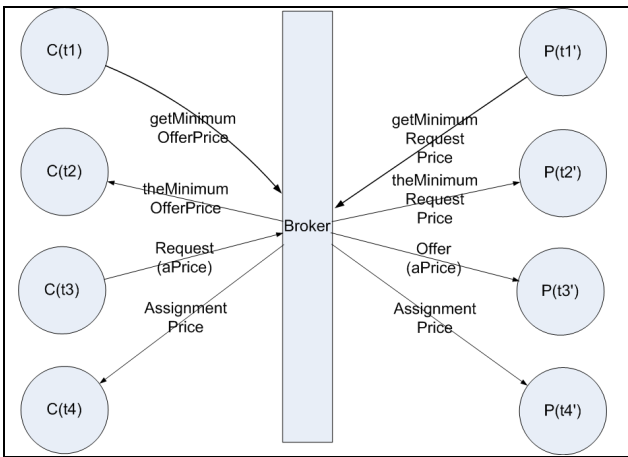 C(t1)
P(t1')
getMinimum
OfferPrice
getMinimum
Request
Price
C(t2)
P(t2')
theMinimum
OfferPrice
theMinimum
Request
Price
Broker
Request
(aPrice)
Offer
(aPrice)
C(t3)
P(t3')
Assignment
Price
Assignment
Price
C(t4)
P(t4')